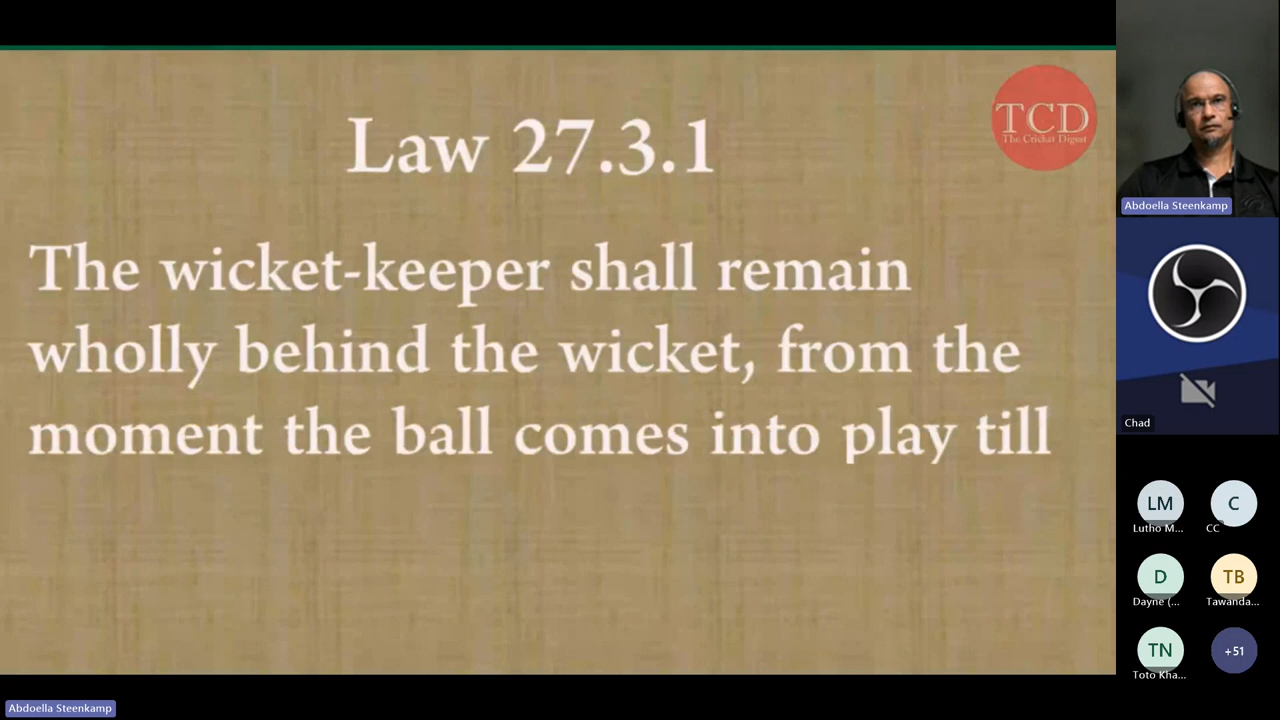 Law 27.3.1
TCD
The Cricket Digest
The wicket-keeper shall remain
wholly behind the wicket, from the
moment the ball comes into play till
Abdoella Steenkamp
Chad
LM
Lutho M...
C
CC
D
Dayne (...
TB
Tawanda...
TN
Toto Kha...
+51
Abdoella Steenkamp